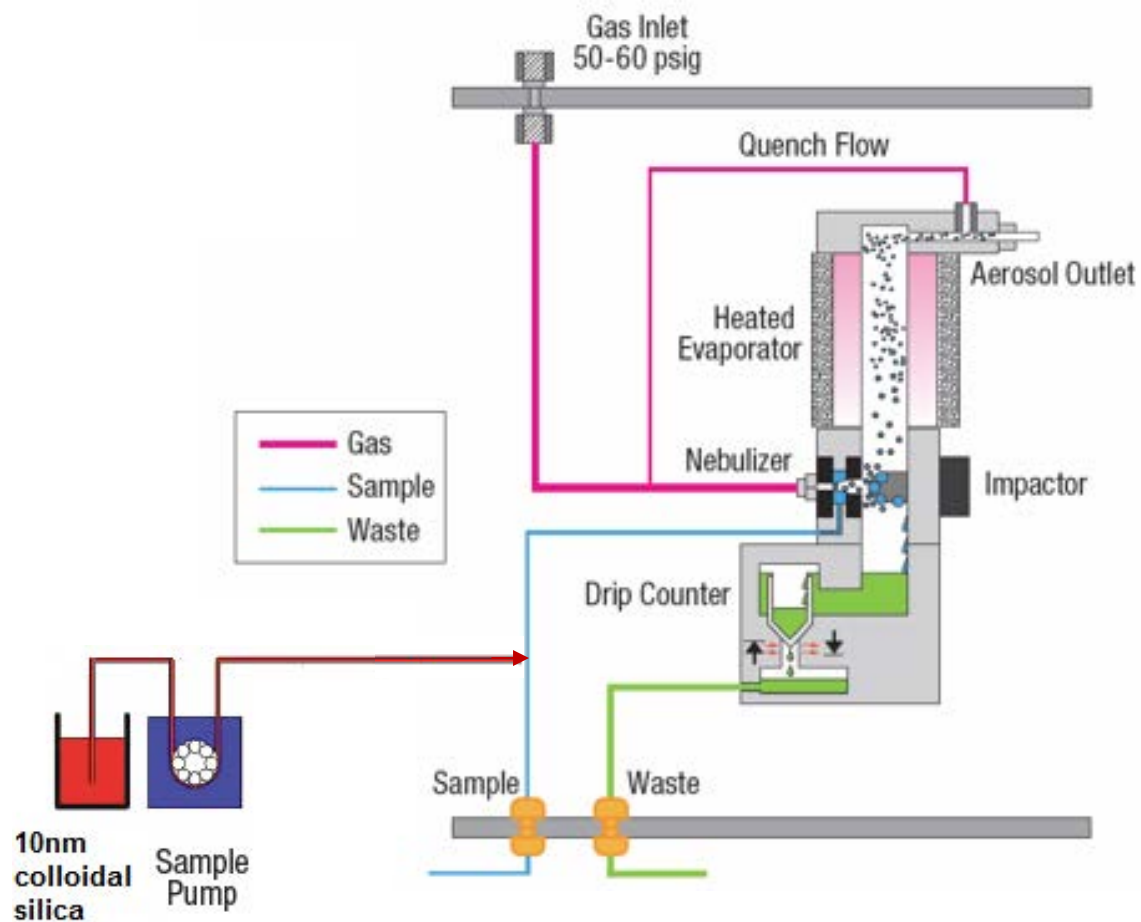 Gas Inlet
50-60 psig
Quench Flow
Aerosol Outlet
Heated
Evaporator
Gas
Sample
Waste
Nebulizer
Impactor
Drip Counter
Sample
Waste
10nm
colloidal
silica
Sample
Pump